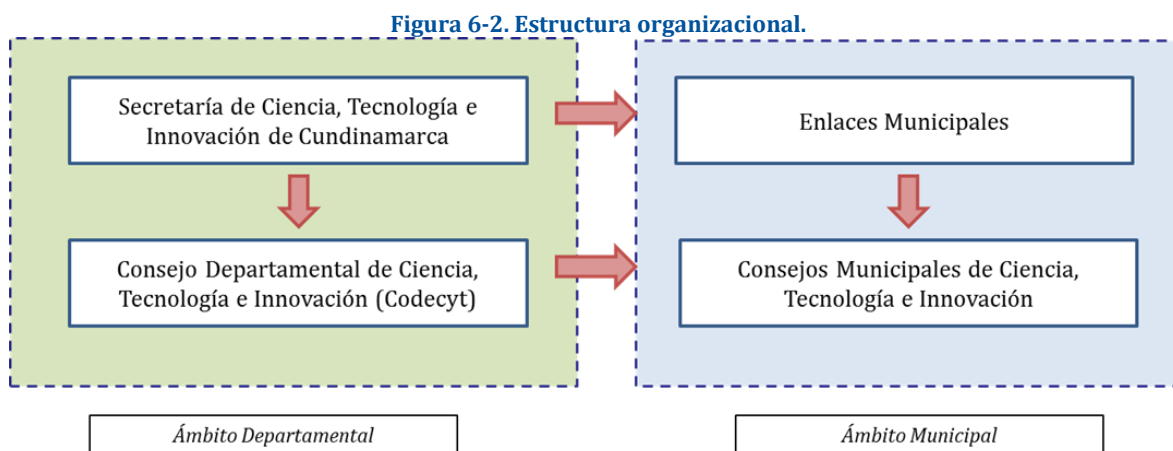 Figura 6-2. Estructura organizacional.
Secretaría de Ciencia, Tecnología e
Innovación de Cundinamarca
Enlaces Municipales
Consejo Departamental de Ciencia,
Tecnología e Innovación (Codecyt)
Consejos Municipales de Ciencia,
Tecnología e Innovación
Ámbito Departamental
Ámbito Municipal